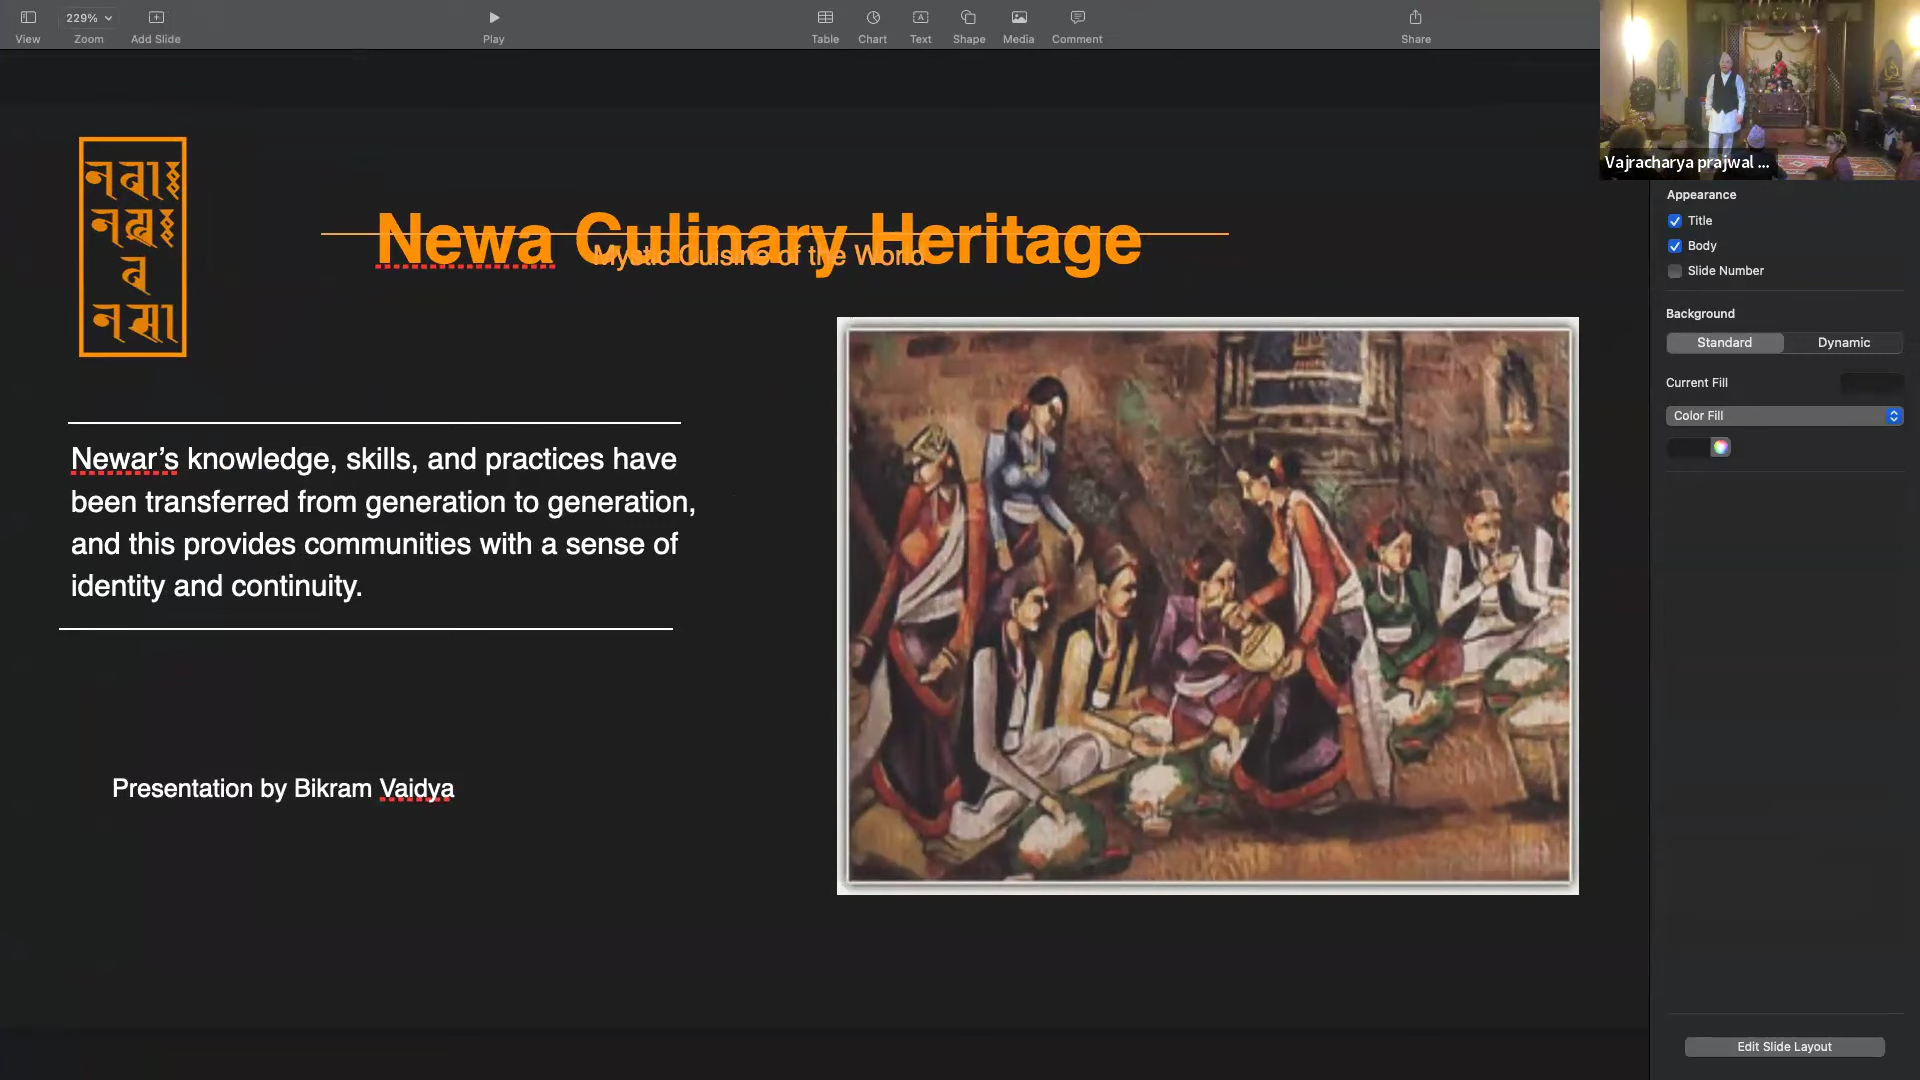 View
229%
Zoom
Add Slide
Play
Table
Chart
Text
Shape
Media
Comment
Share
Vajracharya prajwal ...
Newa Culinary Heritage
Mystic Cuisine of the World
Newar’s knowledge, skills, and practices have
been transferred from generation to generation,
and this provides communities with a sense of
identity and continuity.
Presentation by Bikram Vaidya
Appearance
Title
Body
Slide Number
Background
Standard
Dynamic
Current Fill
Color Fill
Edit Slide Layout